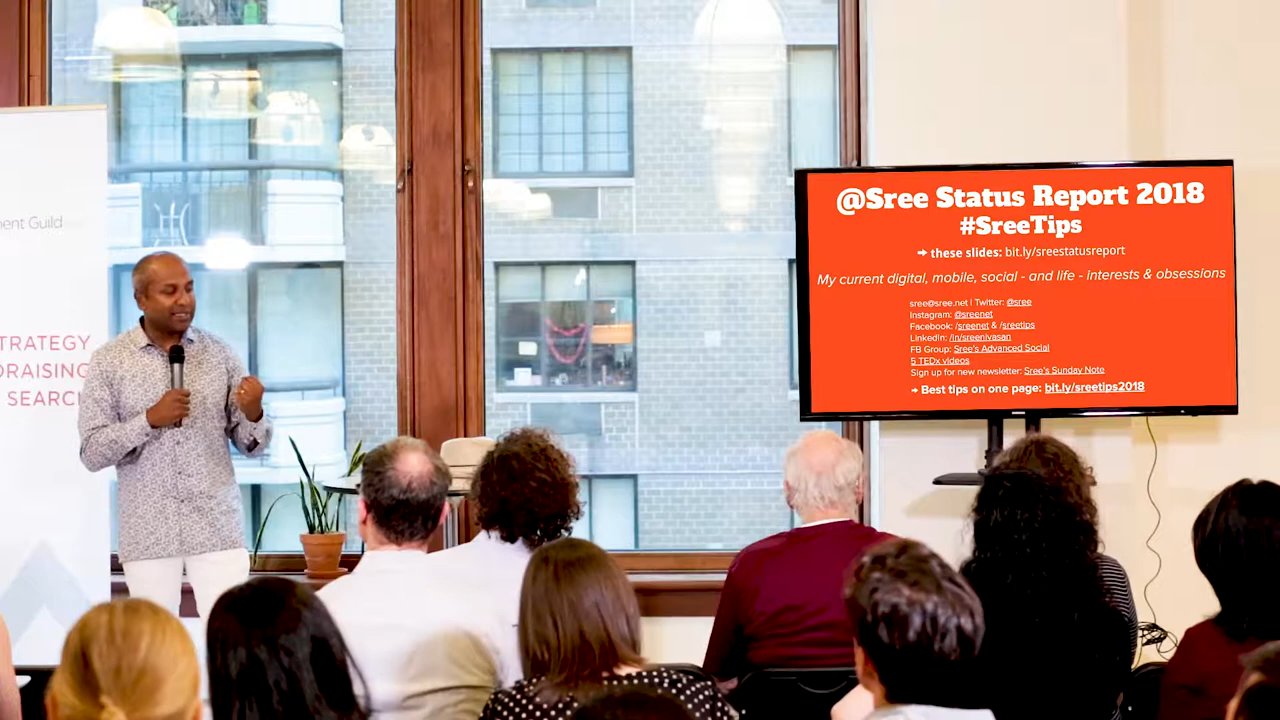 ent Guild
TRATEGY
DRAISING
SEARC
@Sree Status Report 2018
#SreeTips
➜ these slides: bit.ly/sreestatusreport
My current digital, mobile, social - and life - interests & obsessions
sree@sree.net | Twitter: @sree
Instagram: @sreenet
Facebook: /sreenet & /sreetips
LinkedIn: /in/sreenivasan
FB Group: Sree's Advanced Social
5 TEDx videos
Sign up for new newsletter: Sree's Sunday Note
➜ Best tips on one page: bit.ly/sreetips2018